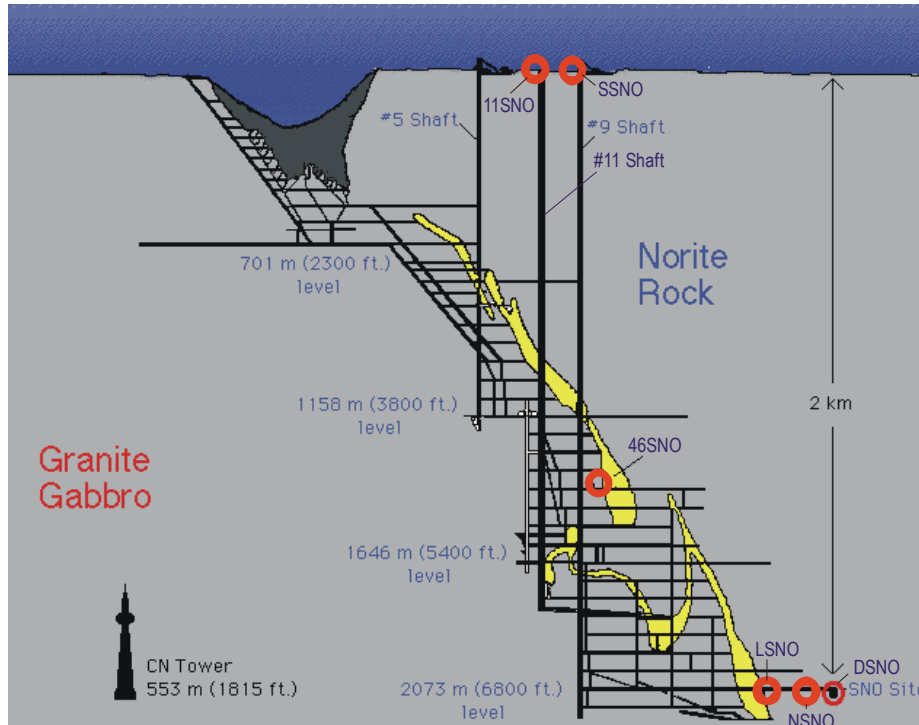 11SNO
SSNO
#5 Shaft
#9 Shaft
#11 Shaft
701 m (2300 ft.)
level
Norite
Rock
1158 m (3800 ft.)
level
2 km
46SNO
Granite
Gabbro
1646 m (5400 ft.)
level
CN Tower
553 m (1815 ft.)
LSNO
DSNO
2073 m (6800 ft.)
level
SNO Site
NSNO